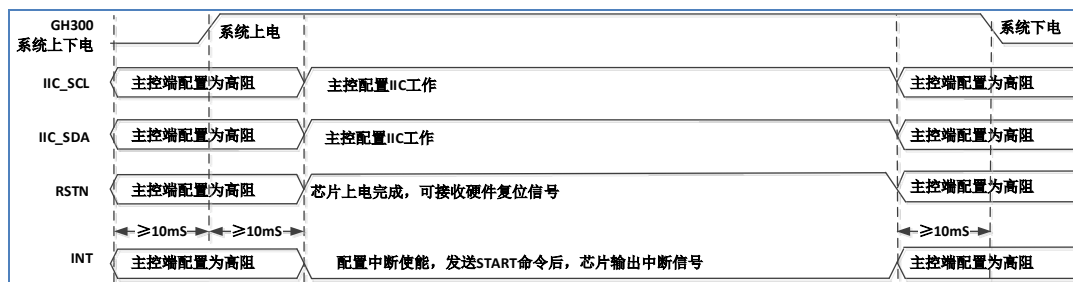 GH300
系统上下电
系统上电
系统下电
IIC_SCL
主控端配置为高阻
主控配置IIC工作
主控端配置为高阻
IIC_SDA
主控端配置为高阻
主控配置IIC工作
主控端配置为高阻
RSTN
主控端配置为高阻
芯片上电完成，可接收硬件复位信号
主控端配置为高阻
≥10mS
≥10mS
≥10mS
INT
主控端配置为高阻
配置中断使能，发送START命令后，芯片输出中断信号
主控端配置为高阻